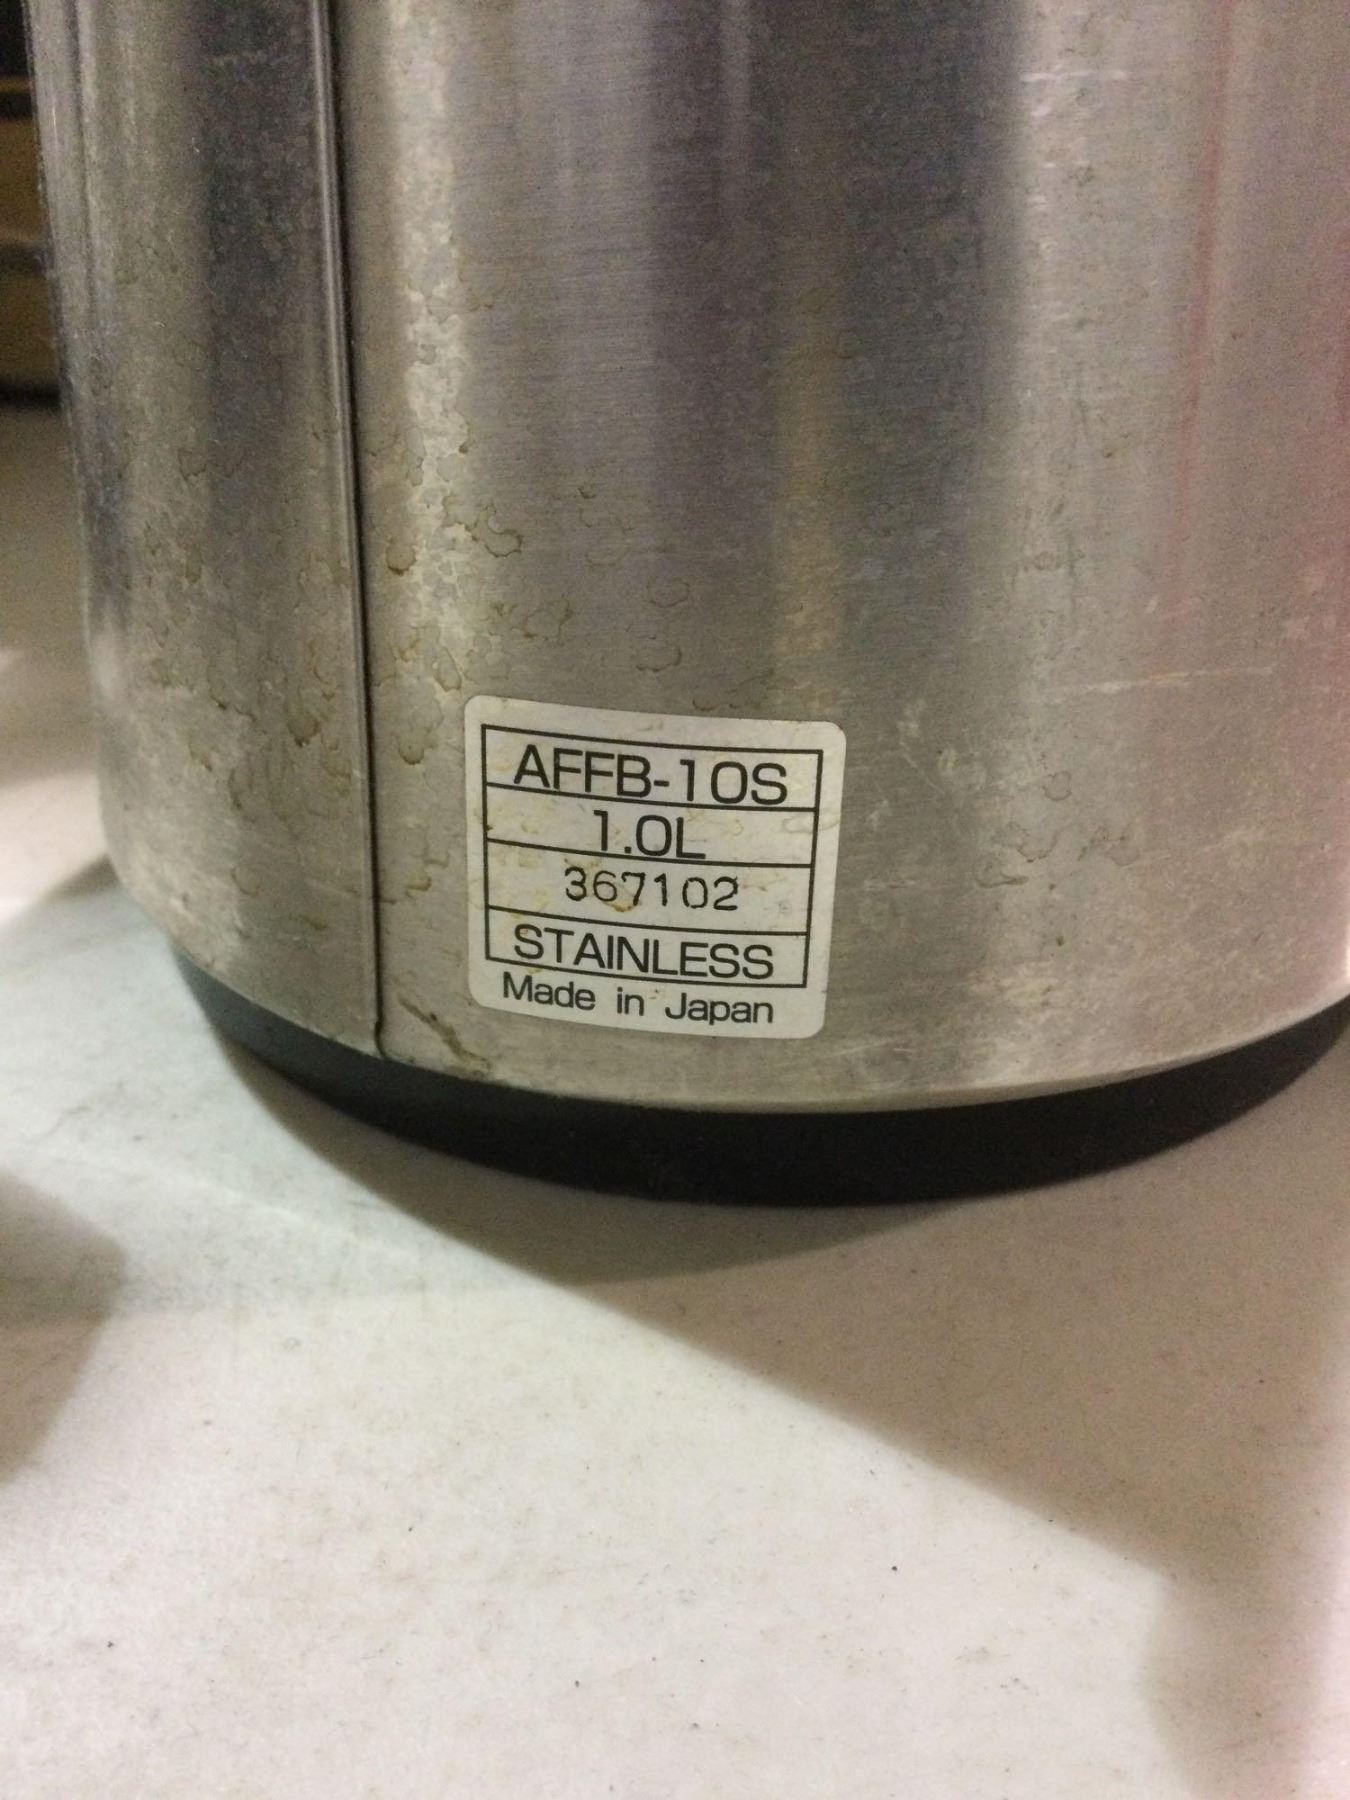 AFFB-10S
1.0L
367102
STAINLESS
Made in Japan